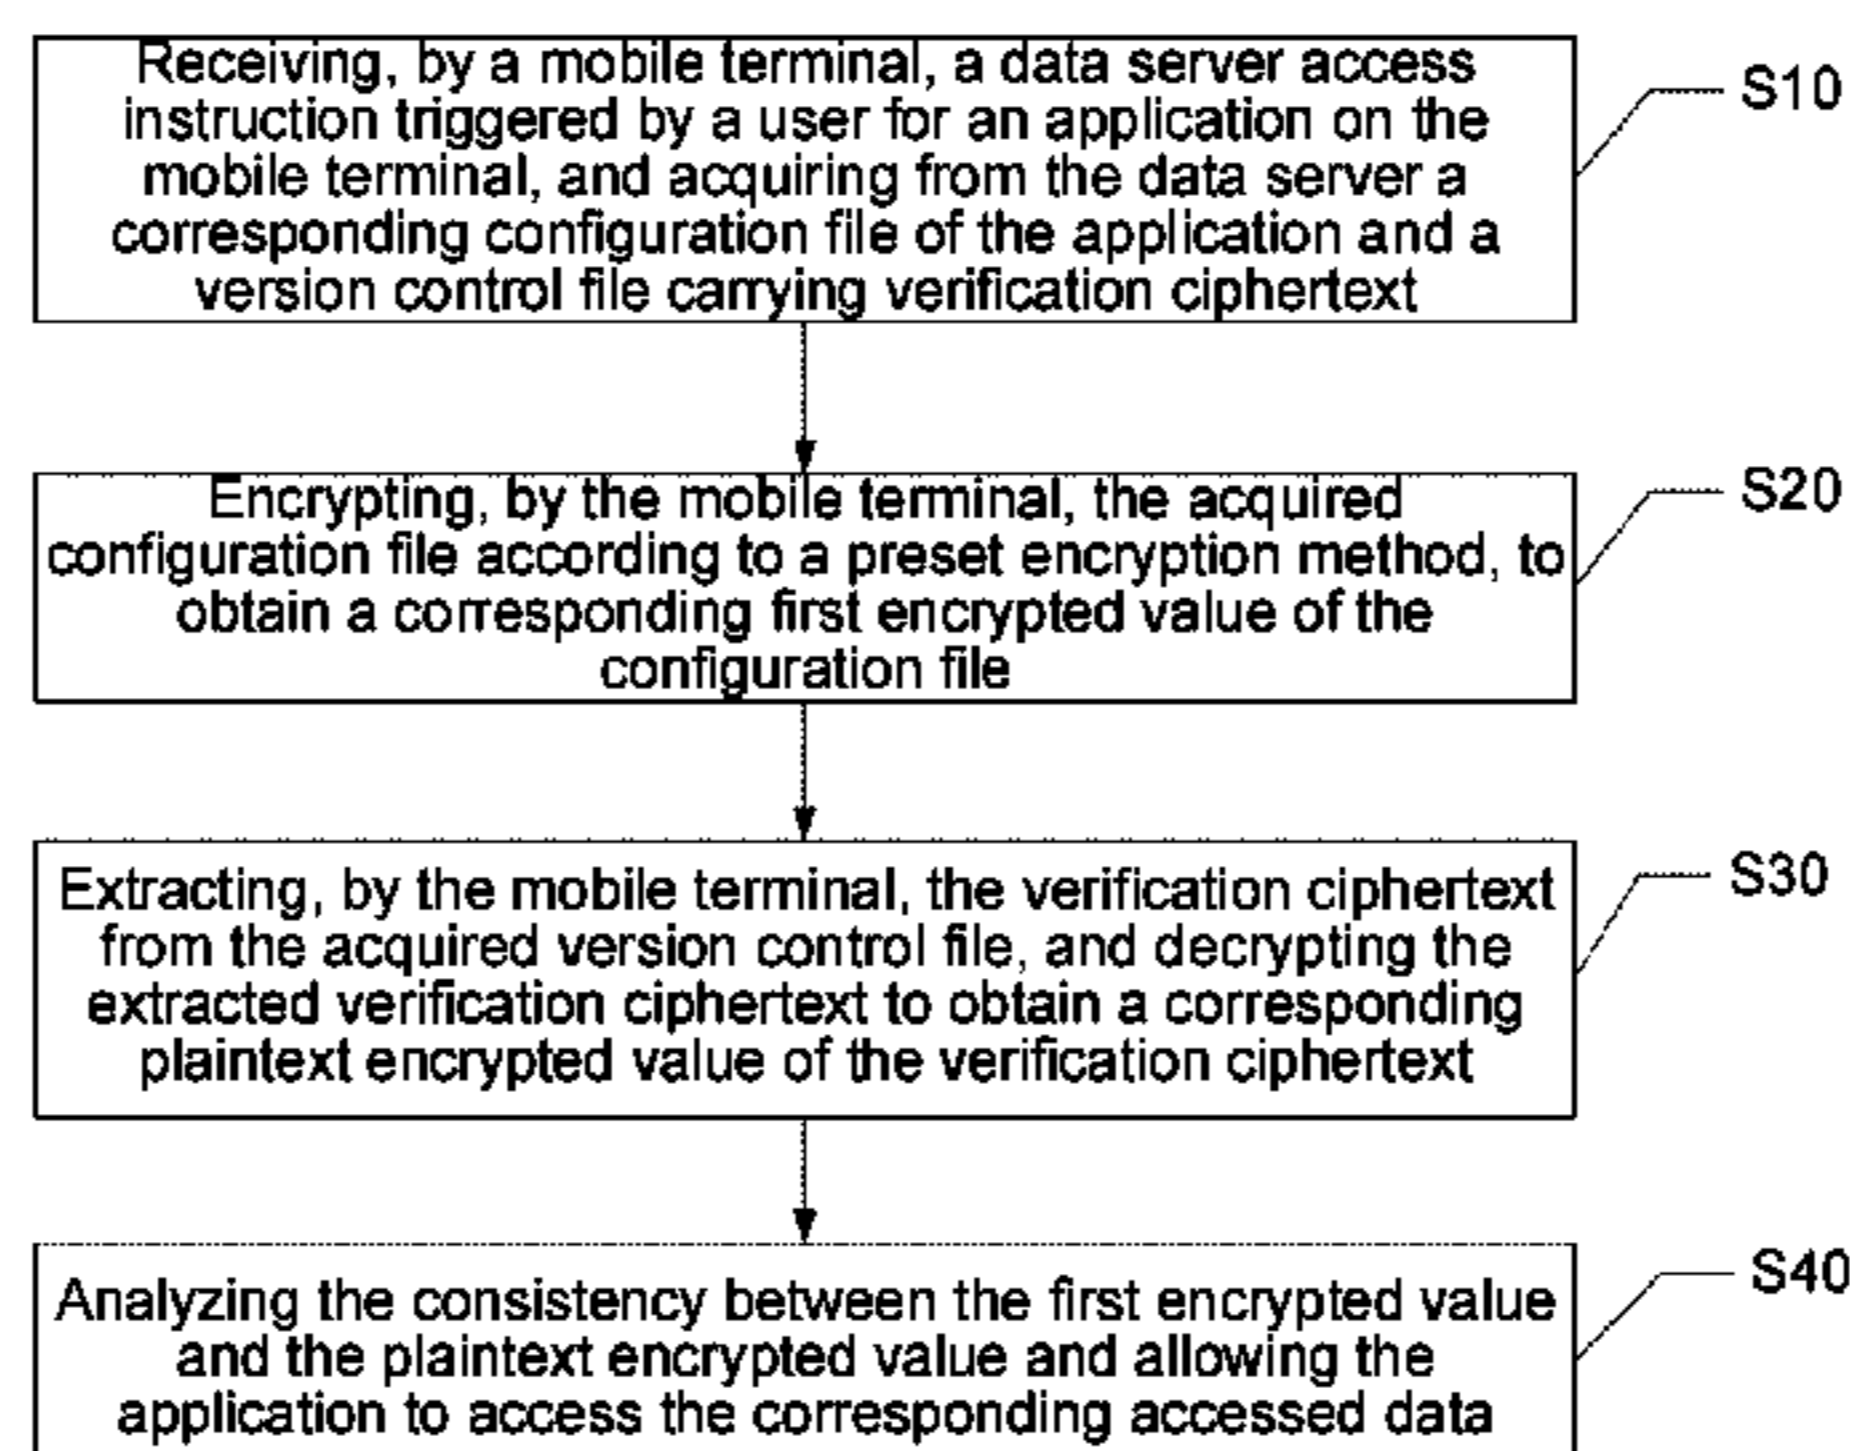 Receiving, by a mobile terminal, a data server access
instruction triggered by a user for an application on the
mobile terminal, and acquiring from the data server a
corresponding configuration file of the application and a
version control file carrying verification ciphertext
S10
Encrypting, by the mobile terminal, the acquired
configuration file according to a preset encryption method, to
obtain a corresponding first encrypted value of the
configuration file
S20
Extracting, by the mobile terminal, the verification ciphertext
from the acquired version control file, and decrypting the
extracted verification ciphertext to obtain a corresponding
plaintext encrypted value of the verification ciphertext
S30
Analyzing the consistency between the first encrypted value
and the plaintext encrypted value and allowing the
application to access the corresponding accessed data
S40